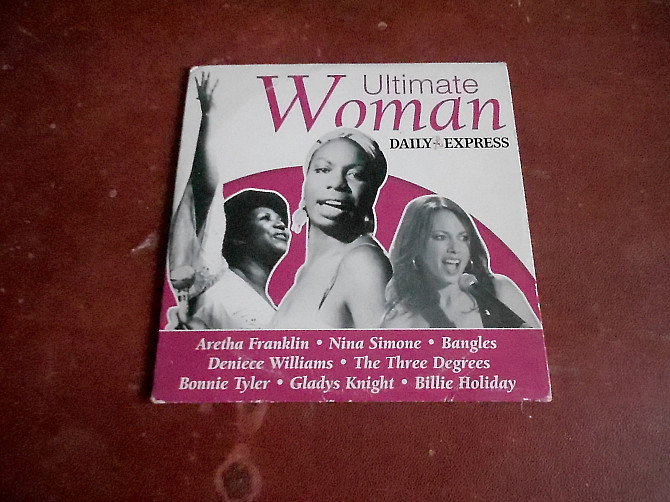 Ultimate
Woman
DAILY EXPRESS
Aretha Franklin • Nina Simone • Bangles
Deniece Williams • The Three Degrees
Bonnie Tyler • Gladys Knight • Billie Holiday